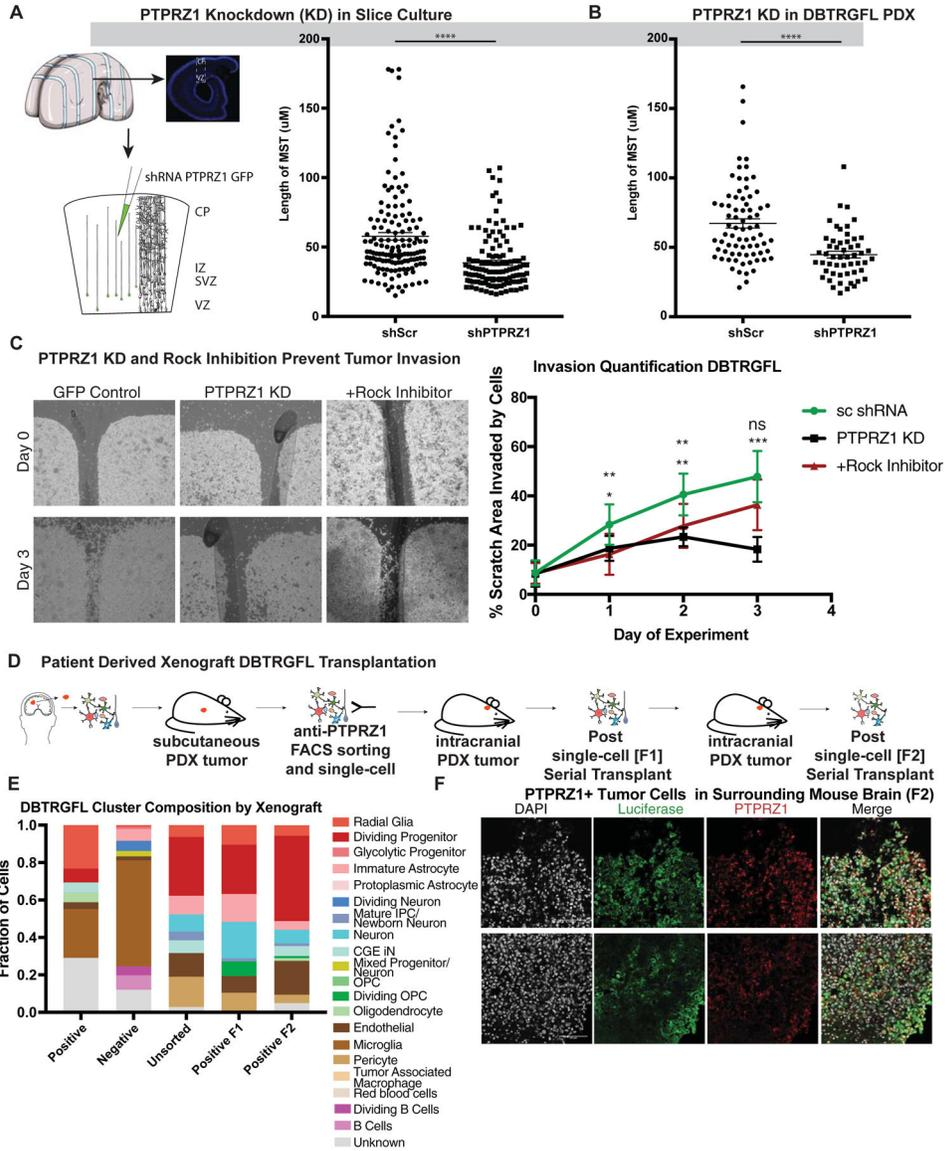 A
PTPRZ1 Knockdown (KD) in Slice Culture
CP
VZ
shRNA PTPRZ1 GFP
CP
IZ
SVZ
VZ
Length of MST (uM)
200
150
100
50
0
****
shScr
shPTPRZ1
B
PTPRZ1 KD in DBTRGFL PDX
Length of MST (uM)
200
150
100
50
0
****
shScr
shPTPRZ1
C
PTPRZ1 KD and Rock Inhibition Prevent Tumor Invasion
GFP Control
PTPRZ1 KD
+Rock Inhibitor
Day 0
Day 3
Invasion Quantification DBTRGFL
% Scratch Area Invaded by Cells
80
60
40
20
0
**
*
**
**
ns
***
0
1
2
3
4
Day of Experiment
sc shRNA
PTPRZ1 KD
+Rock Inhibitor
D
Patient Derived Xenograft DBTRGFL Transplantation
subcutaneous
PDX tumor
anti-PTPRZ1
FACS sorting
and single-cell
intracranial
PDX tumor
Post
single-cell [F1]
Serial Transplant
intracranial
PDX tumor
Post
single-cell [F2]
Serial Transplant
E
DBTRGFL Cluster Composition by Xenograft
Fraction of Cells
1.0
0.8
0.6
0.4
0.2
0.0
Positive
Negative
Unsorted
Positive F1
Positive F2
Radial Glia
Dividing Progenitor
Glycolytic Progenitor
Immature Astrocyte
Protoplasmic Astrocyte
Dividing Neuron
Mature IPC/
Newborn Neuron
Neuron
CGE iN
Mixed Progenitor/
Neuron
OPC
Dividing OPC
Oligodendrocyte
Endothelial
Microglia
Pericyte
Tumor Associated
Macrophage
Red blood cells
Dividing B Cells
B Cells
Unknown
F
PTPRZ1+ Tumor Cells in Surrounding Mouse Brain (F2)
DAPI
Luciferase
PTPRZ1
Merge